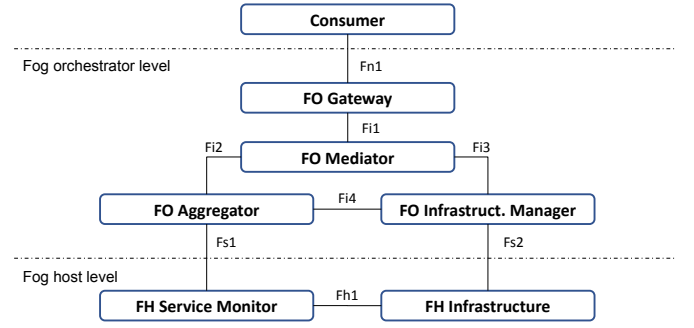 Consumer
Fn1
Fog orchestrator level
FO Gateway
Fi1
Fi2
FO Mediator
Fi3
FO Aggregator
Fi4
FO Infrastruct. Manager
Fs1
Fs2
Fog host level
FH Service Monitor
Fh1
FH Infrastructure